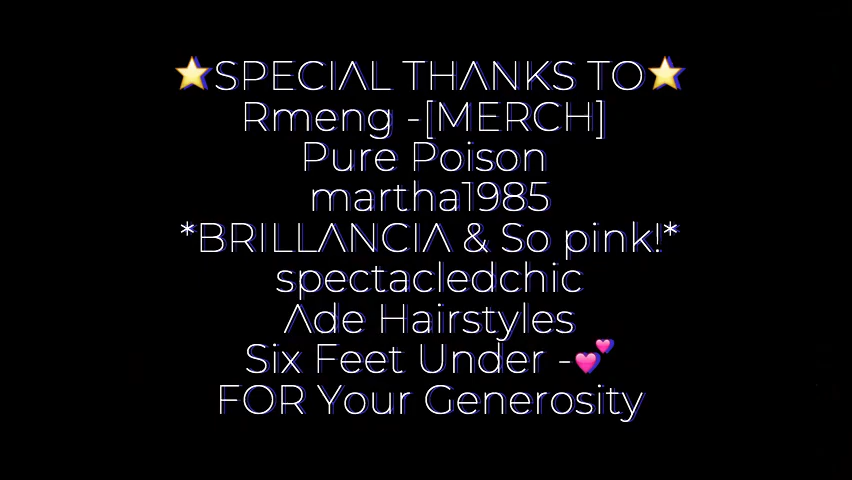 ⭐SPECIAL THANKS TO⭐
Rmeng -[MERCH]
Pure Poison
martha1985
*BRILLANCIA & So pink!*
spectacledchic
Ade Hairstyles
Six Feet Under -💕
FOR Your Generosity